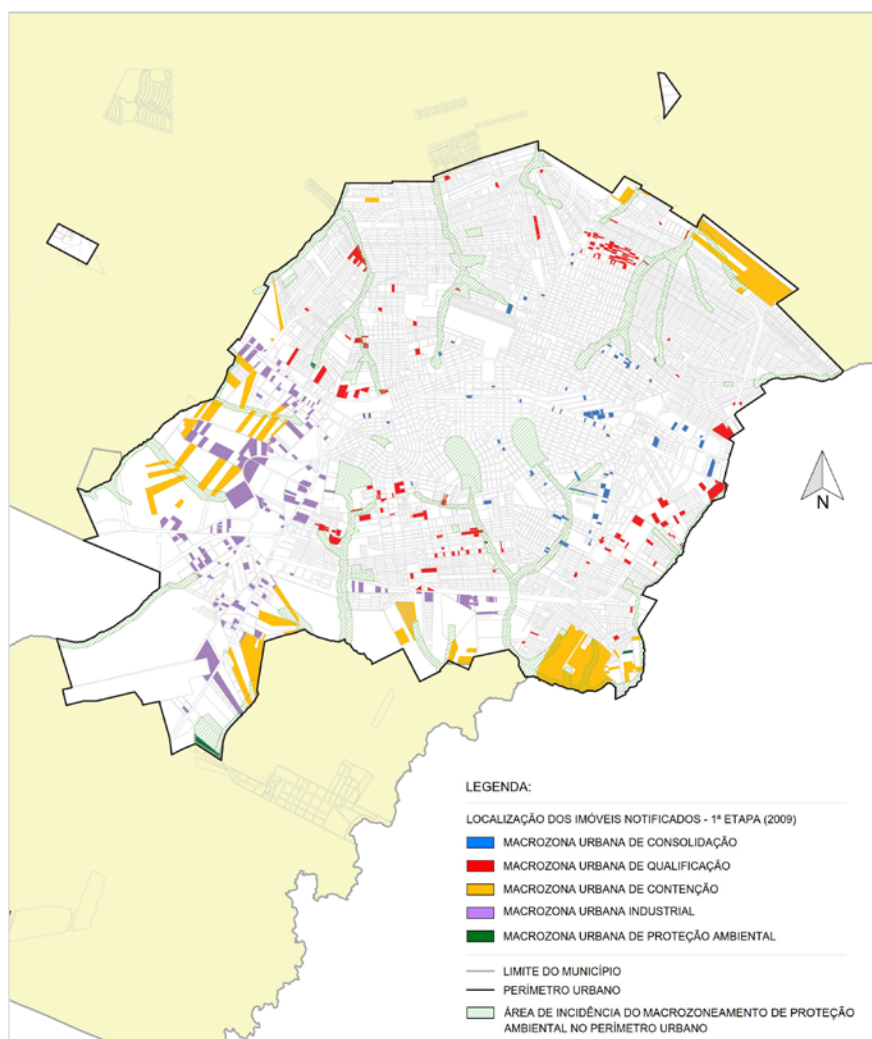 N
LEGENDA:
LOCALIZAÇÃO DOS IMÓVEIS NOTIFICADOS - 1ª ETAPA (2009)
MACROZONA URBANA DE CONSOLIDAÇÃO
MACROZONA URBANA DE QUALIFICAÇÃO
MACROZONA URBANA DE CONTENÇÃO
MACROZONA URBANA INDUSTRIAL
MACROZONA URBANA DE PROTEÇÃO AMBIENTAL
LIMITE DO MUNICÍPIO
PERÍMETRO URBANO
ÁREA DE INCIDÊNCIA DO MACROZONEAMENTO DE PROTEÇÃO
AMBIENTAL NO PERÍMETRO URBANO